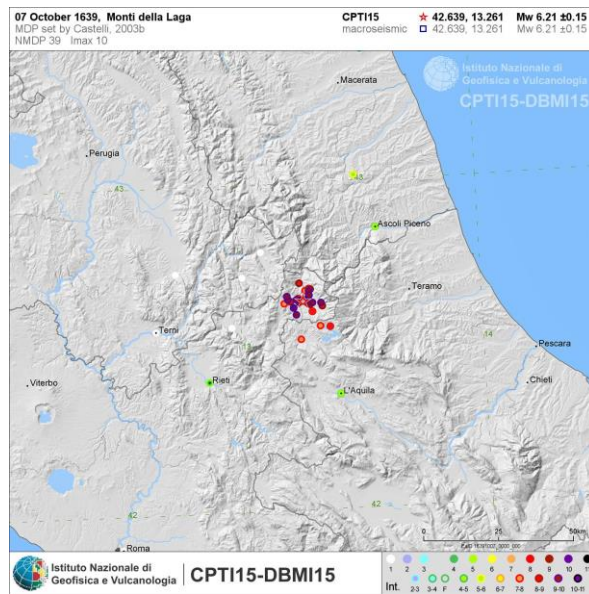 07 October 1639, Monti della Laga
MDP set by Castelli, 2003b
NMDP 39 Imax 10
CPTI15 42.639, 13.261 Mw 6.21 ±0.15
macroseismic 42.639, 13.261 Mw 6.21 ±0.15
Istituto Nazionale di
Geofisica e Vulcanologia
CPTI15-DBMI15
Macerata
Perugia
43
43
Ascoli Piceno
13
Teramo
Terni
14
Pescara
13
Viterbo
Rieti
L'Aquila
Chieti
42
42
Roma
0 25 50km
Istituto Nazionale di
Geofisica e Vulcanologia
CPTI15-DBMI15
1 2 3 4 5 6 7 8 9 10 11
Int. 2-3 3-4 F 4-5 5-6 6-7 7-8 8-9 9-10 10-11